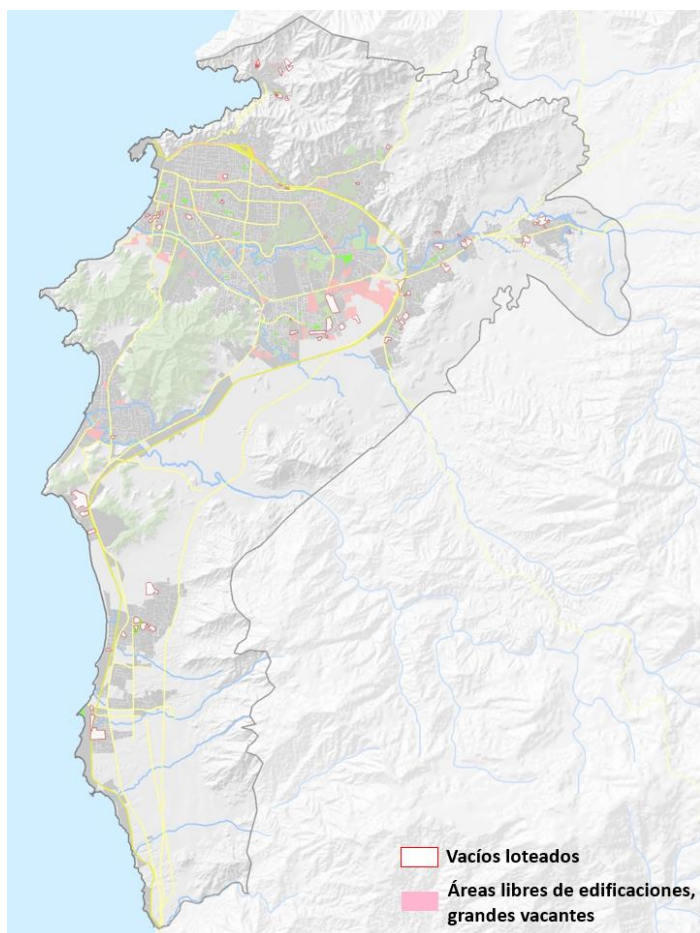 Vacíos loteados
Áreas libres de edificaciones,
grandes vacantes